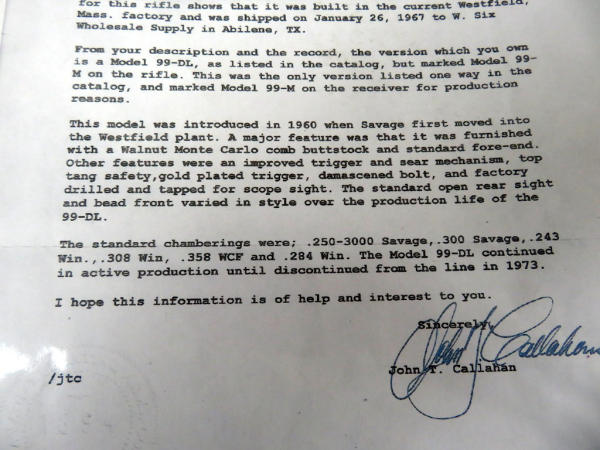 for this rifle shows that it was built in the current Westfield,
Mass. factory and was shipped on January 26, 1967 to W. Six
Wholesale Supply in Abilene, TX.
From your description and the record, the version which you own
is a Model 99-DL, as listed in the catalog, but marked Model 99-
M on the rifle. This was the only version listed one way in the
catalog, and marked Model 99-M on the receiver for production
reasons.
This model was introduced in 1960 when Savage first moved into
the Westfield plant. A major feature was that it was furnished
with a Walnut Monte Carlo comb buttstock and standard fore-end.
Other features were an improved trigger and sear mechanism, top
tang safety,gold plated trigger, damascened bolt, and factory
drilled and tapped for scope sight. The standard open rear sight
and bead front varied in style over the production life of the
99-DL.
The standard chamberings were; .250-3000 Savage,.300 Savage,.243
Win.,.308 Win, .358 WCF and .284 Win. The Model 99-DL continued
in active production until discontinued from the line in 1973.
I hope this information is of help and interest to you.
Sincerely,
John T. Callahan
John T. Callahan
/jtc